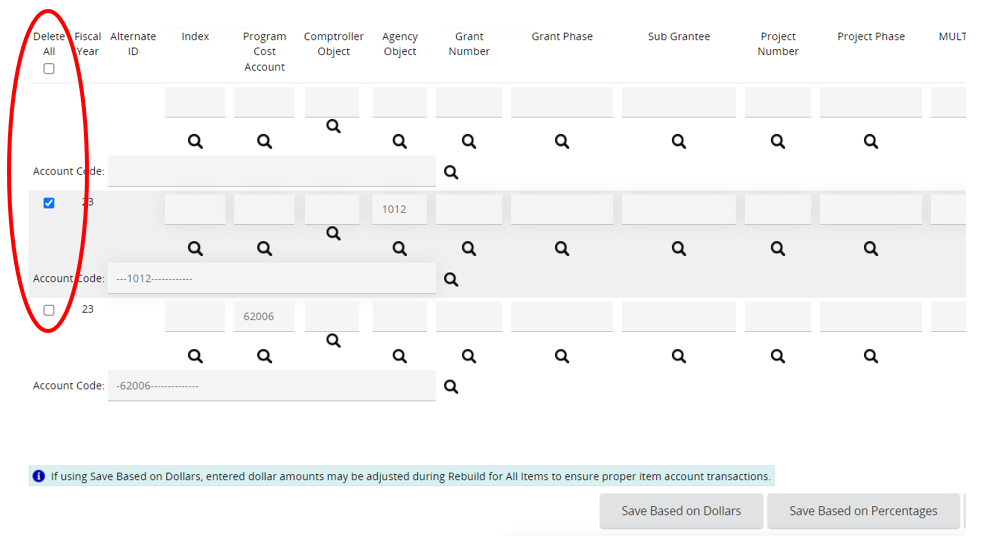 Delete Fiscal Alternate Index Program Comptroller Agency Grant Grant Phase Sub Grantee Project Project Phase MULT
All Year ID Cost Object Object Number Number
Account
Account Code:
23 1012
Account Code: ---1012------------
23 62006
Account Code: -62006--------------
If using Save Based on Dollars, entered dollar amounts may be adjusted during Rebuild for All Items to ensure proper item account transactions.
Save Based on Dollars Save Based on Percentages